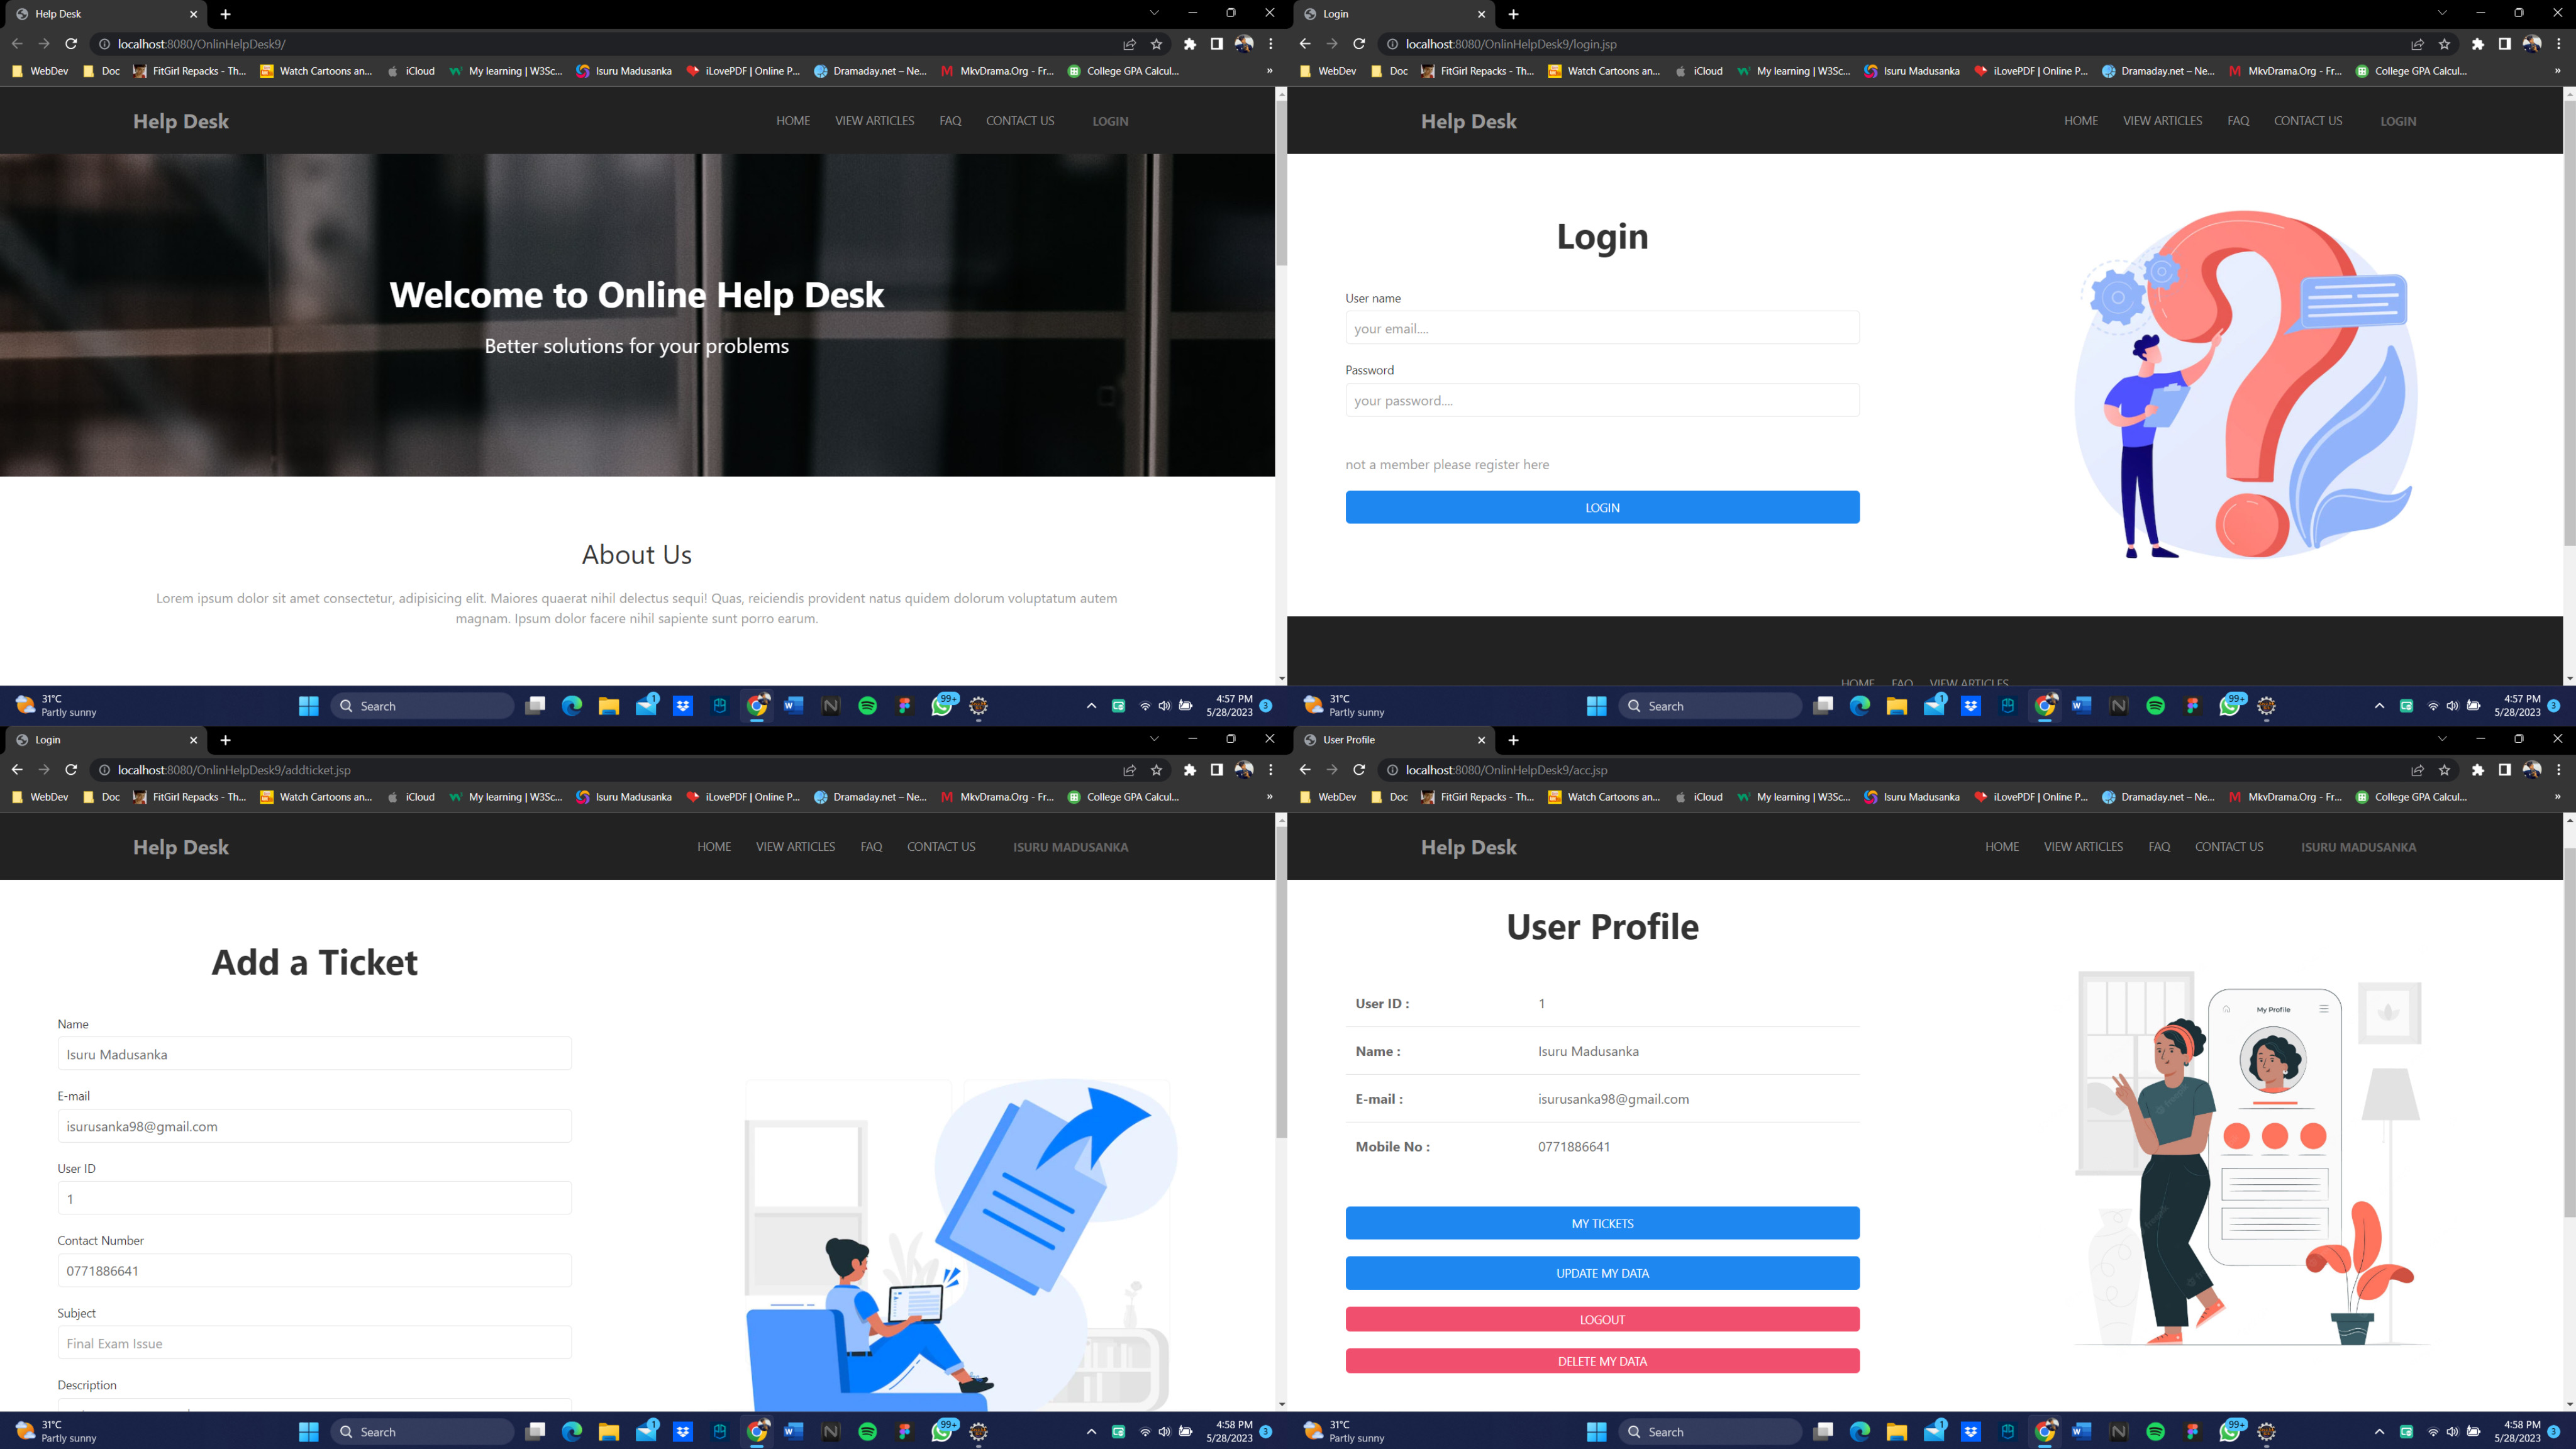 Help Desk
localhost:8080/OnlinHelpDesk9/
WebDev Doc FitGirl Repacks - Th... Watch Cartoons an... iCloud My learning | W3Sc... Isuru Madusanka iLovePDF | Online P... Dramaday.net – Ne... MkvDrama.Org - Fr... College GPA Calcul... »
Help Desk HOME VIEW ARTICLES FAQ CONTACT US LOGIN
Welcome to Online Help Desk
Better solutions for your problems
About Us
Lorem ipsum dolor sit amet consectetur, adipisicing elit. Maiores quaerat nihil delectus sequi! Quas, reiciendis provident natus quidem dolorum voluptatum autem
magnam. Ipsum dolor facere nihil sapiente sunt porro earum.
31°C
Partly sunny
Search
1
99+
4:57 PM
5/28/2023
3
Login
localhost:8080/OnlinHelpDesk9/login.jsp
WebDev Doc FitGirl Repacks - Th... Watch Cartoons an... iCloud My learning | W3Sc... Isuru Madusanka iLovePDF | Online P... Dramaday.net – Ne... MkvDrama.Org - Fr... College GPA Calcul... »
Help Desk HOME VIEW ARTICLES FAQ CONTACT US LOGIN
Login
User name
your email....
Password
your password....
not a member please register here
LOGIN
HOME FAQ VIEW ARTICLES
31°C
Partly sunny
Search
1
99+
4:57 PM
5/28/2023
3
Login
localhost:8080/OnlinHelpDesk9/addticket.jsp
WebDev Doc FitGirl Repacks - Th... Watch Cartoons an... iCloud My learning | W3Sc... Isuru Madusanka iLovePDF | Online P... Dramaday.net – Ne... MkvDrama.Org - Fr... College GPA Calcul... »
Help Desk HOME VIEW ARTICLES FAQ CONTACT US ISURU MADUSANKA
Add a Ticket
Name
Isuru Madusanka
E-mail
isurusanka98@gmail.com
User ID
1
Contact Number
0771886641
Subject
Final Exam Issue
Description
31°C
Partly sunny
Search
1
99+
4:58 PM
5/28/2023
3
User Profile
localhost:8080/OnlinHelpDesk9/acc.jsp
WebDev Doc FitGirl Repacks - Th... Watch Cartoons an... iCloud My learning | W3Sc... Isuru Madusanka iLovePDF | Online P... Dramaday.net – Ne... MkvDrama.Org - Fr... College GPA Calcul... »
Help Desk HOME VIEW ARTICLES FAQ CONTACT US ISURU MADUSANKA
User Profile
User ID : 1
Name : Isuru Madusanka
E-mail : isurusanka98@gmail.com
Mobile No : 0771886641
MY TICKETS
UPDATE MY DATA
LOGOUT
DELETE MY DATA
My Profile
31°C
Partly sunny
Search
1
99+
4:58 PM
5/28/2023
3